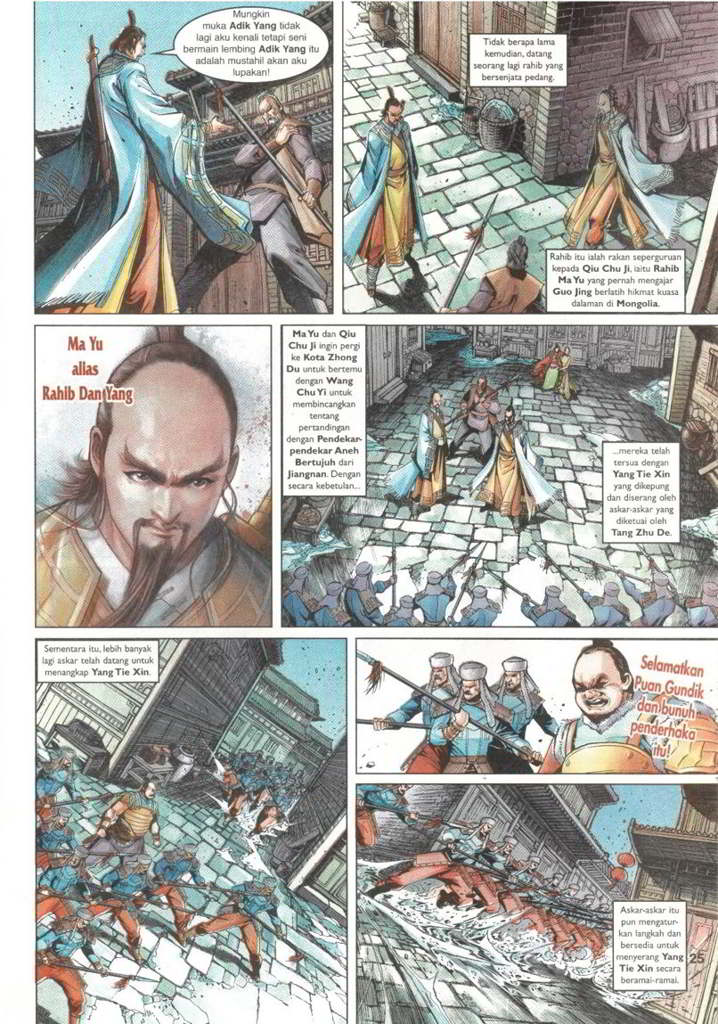 Mungkin
muka Adik Yang tidak
lagi aku kenali tetapi seni
bermain lembing Adik Yang itu
adalah mustahil akan aku
lupakan!
Tidak berapa lama
kemudian, datang
seorang lagi rahib yang
bersenjata pedang.
Rahib itu ialah rakan seperguruan
kepada Qiu Chu Ji, iaitu Rahib
Ma Yu yang pernah mengajar
Guo Jing berlatih hikmat kuasa
dalaman di Mongolia.
Ma Yu
alias
Rahib Dan Yang
Ma Yu dan Qiu
Chu Ji ingin pergi
ke Kota Zhong
Du untuk bertemu
dengan Wang
Chu Yi untuk
membincangkan
tentang
pertandingan
dengan Pendekar-
pendekar Aneh
Bertujuh dari
Jiangnan. Dengan
secara kebetulan...
...mereka telah
tersua dengan
Yang Tie Xin
yang dikepung
dan diserang oleh
askar-askar yang
diketuai oleh
Tang Zhu De.
Sementara itu, lebih banyak
lagi askar telah datang untuk
menangkap Yang Tie Xin.
Selamatkan
Puan Gundik
dan bunuh
penderhaka
itu!
Askar-askar itu
pun mengatur-
kan langkah dan
bersedia untuk
menyerang Yang
Tie Xin secara
beramai-ramai.
25